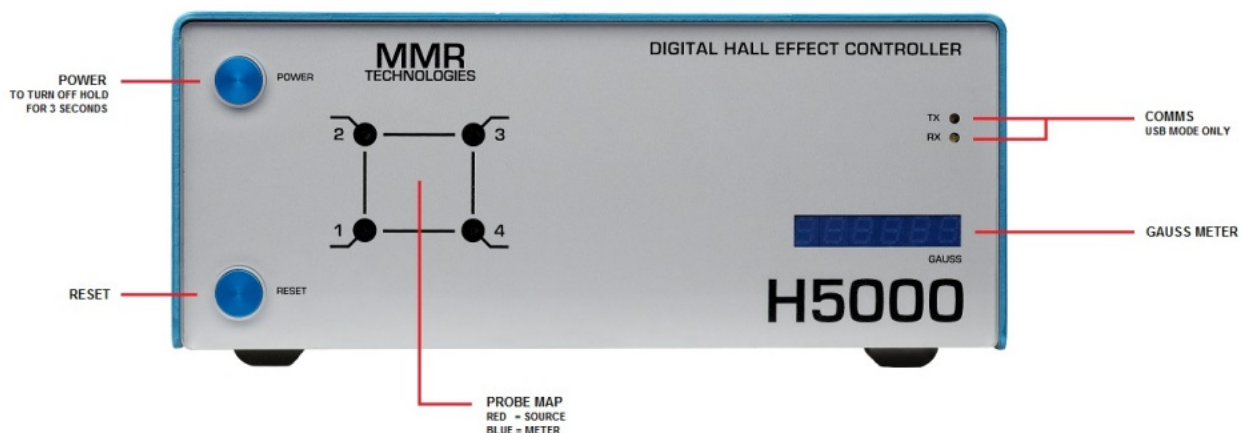 MMR
TECHNOLOGIES
DIGITAL HALL EFFECT CONTROLLER
POWER
TO TURN OFF HOLD
FOR 3 SECONDS
POWER
TX
RX
COMMS
USB MODE ONLY
2
3
1
4
GAUSS METER
GAUSS
RESET
RESET
H5000
PROBE MAP
RED = SOURCE
BLUE = METER